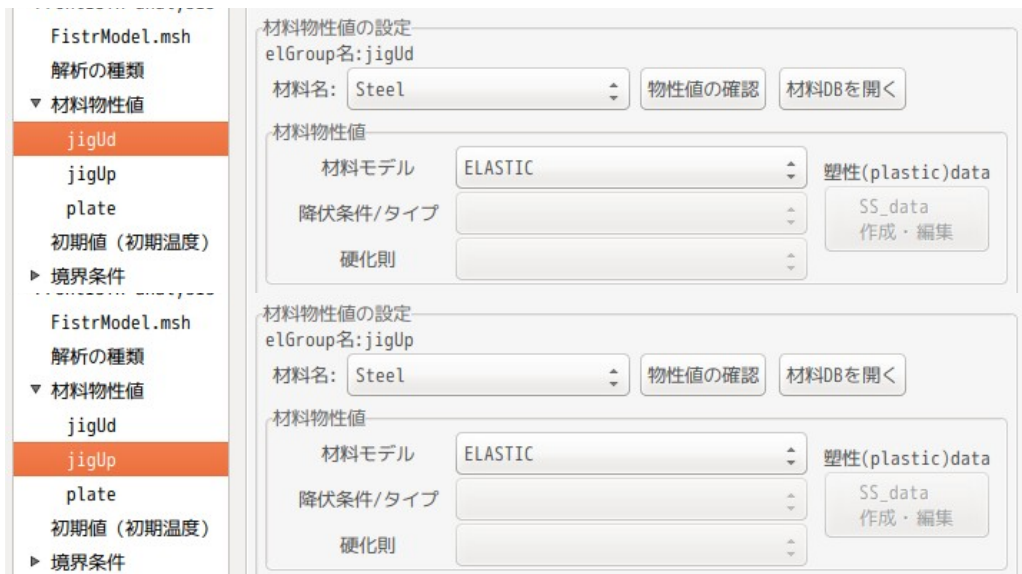 FistrModel.msh
解析の種類
▼ 材料物性値
jigUd
jigUp
plate
初期値（初期温度）
▶ 境界条件
材料物性値の設定
elGroup名:jigUd
材料名: Steel 物性値の確認 材料DBを開く
材料物性値
材料モデル ELASTIC 塑性(plastic)data
降伏条件/タイプ SS_data
作成・編集
硬化則
FistrModel.msh
解析の種類
▼ 材料物性値
jigUd
jigUp
plate
初期値（初期温度）
▶ 境界条件
材料物性値の設定
elGroup名:jigUp
材料名: Steel 物性値の確認 材料DBを開く
材料物性値
材料モデル ELASTIC 塑性(plastic)data
降伏条件/タイプ SS_data
作成・編集
硬化則